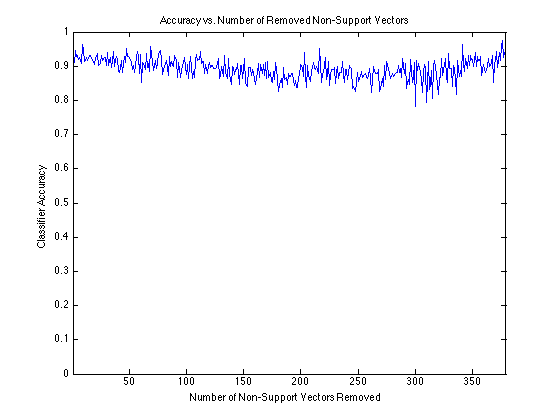 Accuracy vs. Number of Removed Non-Support Vectors
1
0.9
0.8
0.7
0.6
0.5
0.4
0.3
0.2
0.1
0
Classifier Accuracy
50 100 150 200 250 300 350
Number of Non-Support Vectors Removed